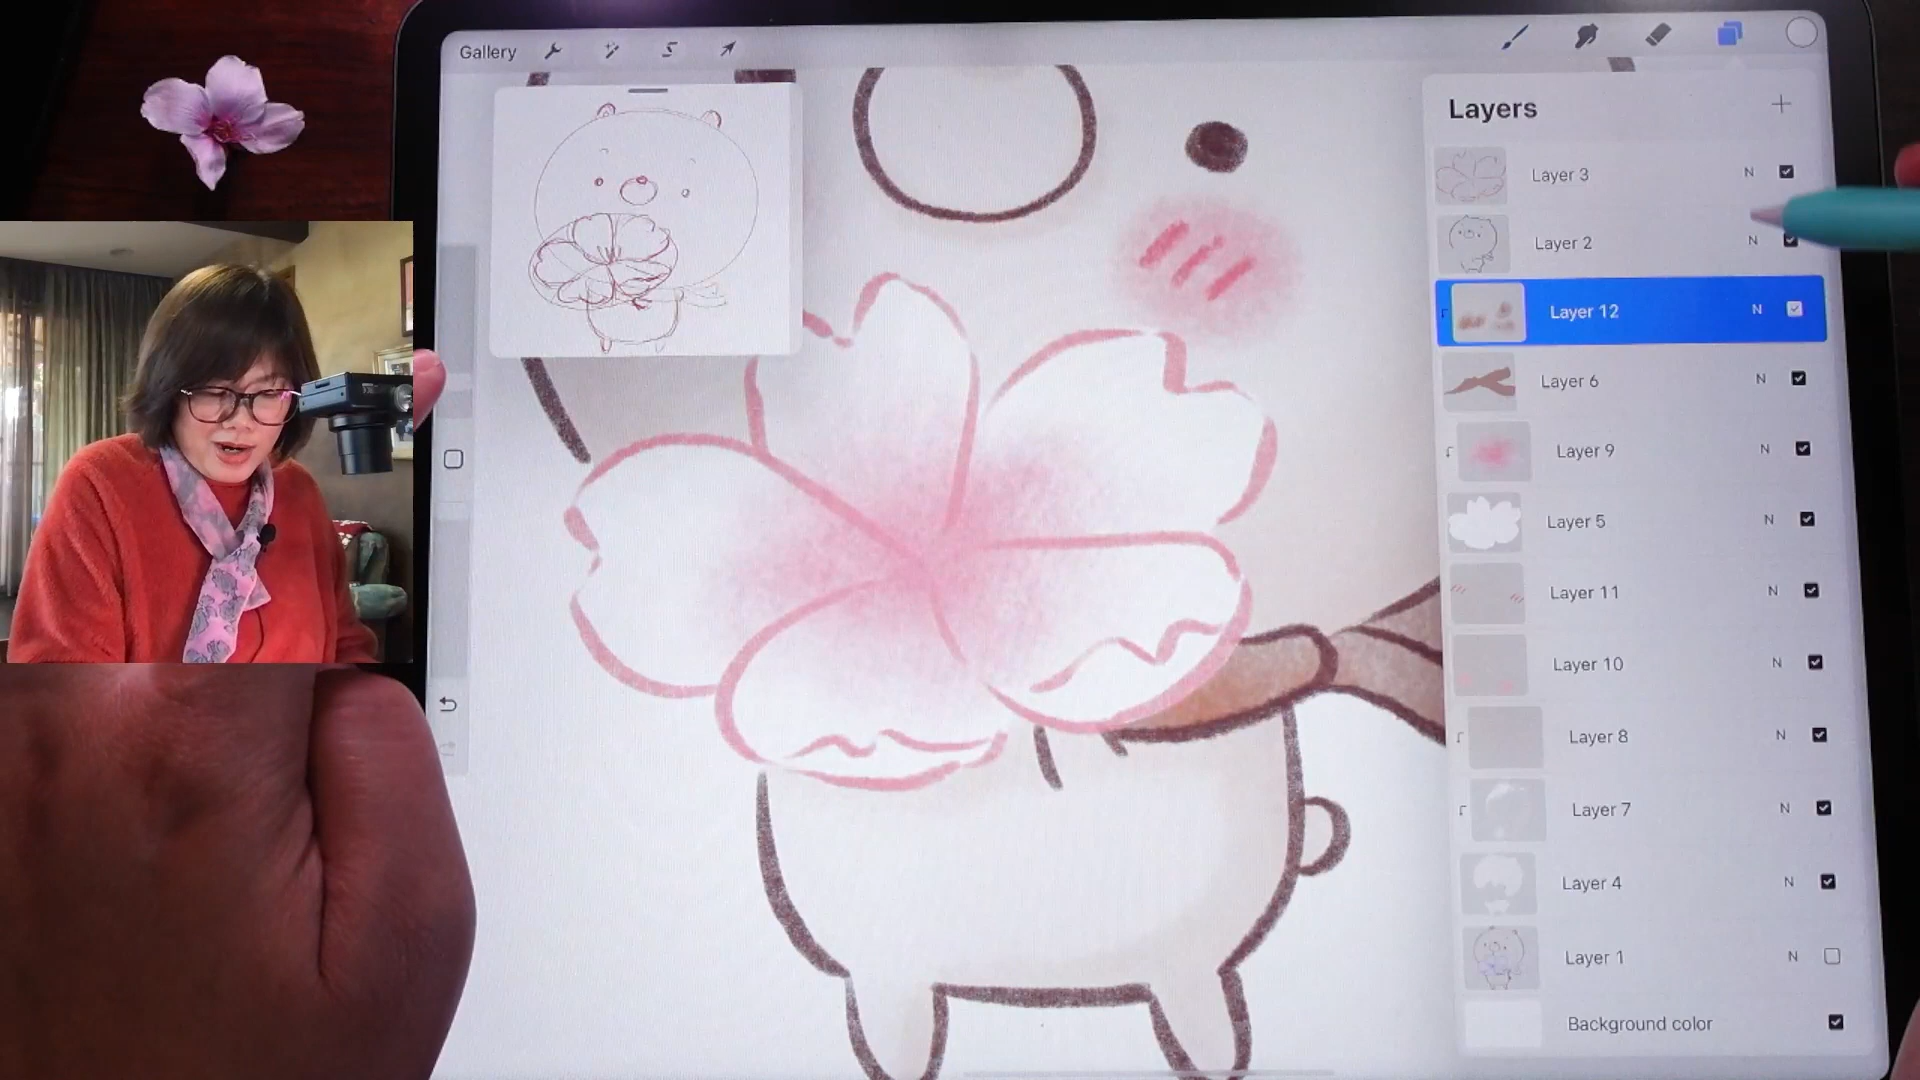 Gallery
Layers
Layer 3 N
Layer 2 N
Layer 12 N
Layer 6 N
Layer 9 N
Layer 5 N
Layer 11 N
Layer 10 N
Layer 8 N
Layer 7 N
Layer 4 N
Layer 1 N
Background color